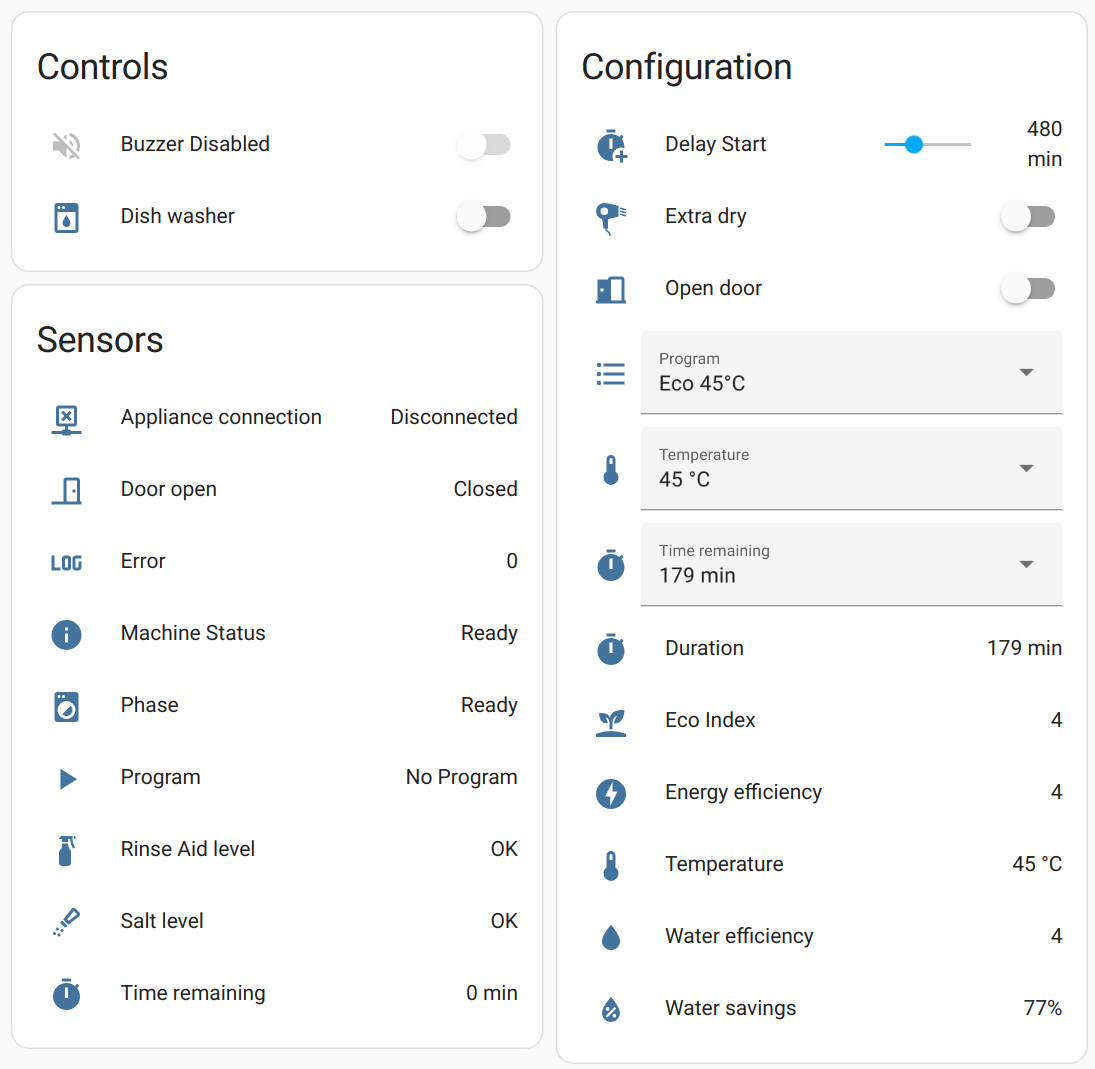 Controls
Buzzer Disabled
Dish washer
Sensors
Appliance connection Disconnected
Door open Closed
LOG Error 0
Machine Status Ready
Phase Ready
Program No Program
Rinse Aid level OK
Salt level OK
Time remaining 0 min
Configuration
Delay Start 480
min
Extra dry
Open door
Program
Eco 45°C
Temperature
45 °C
Time remaining
179 min
Duration 179 min
Eco Index 4
Energy efficiency 4
Temperature 45 °C
Water efficiency 4
Water savings 77%